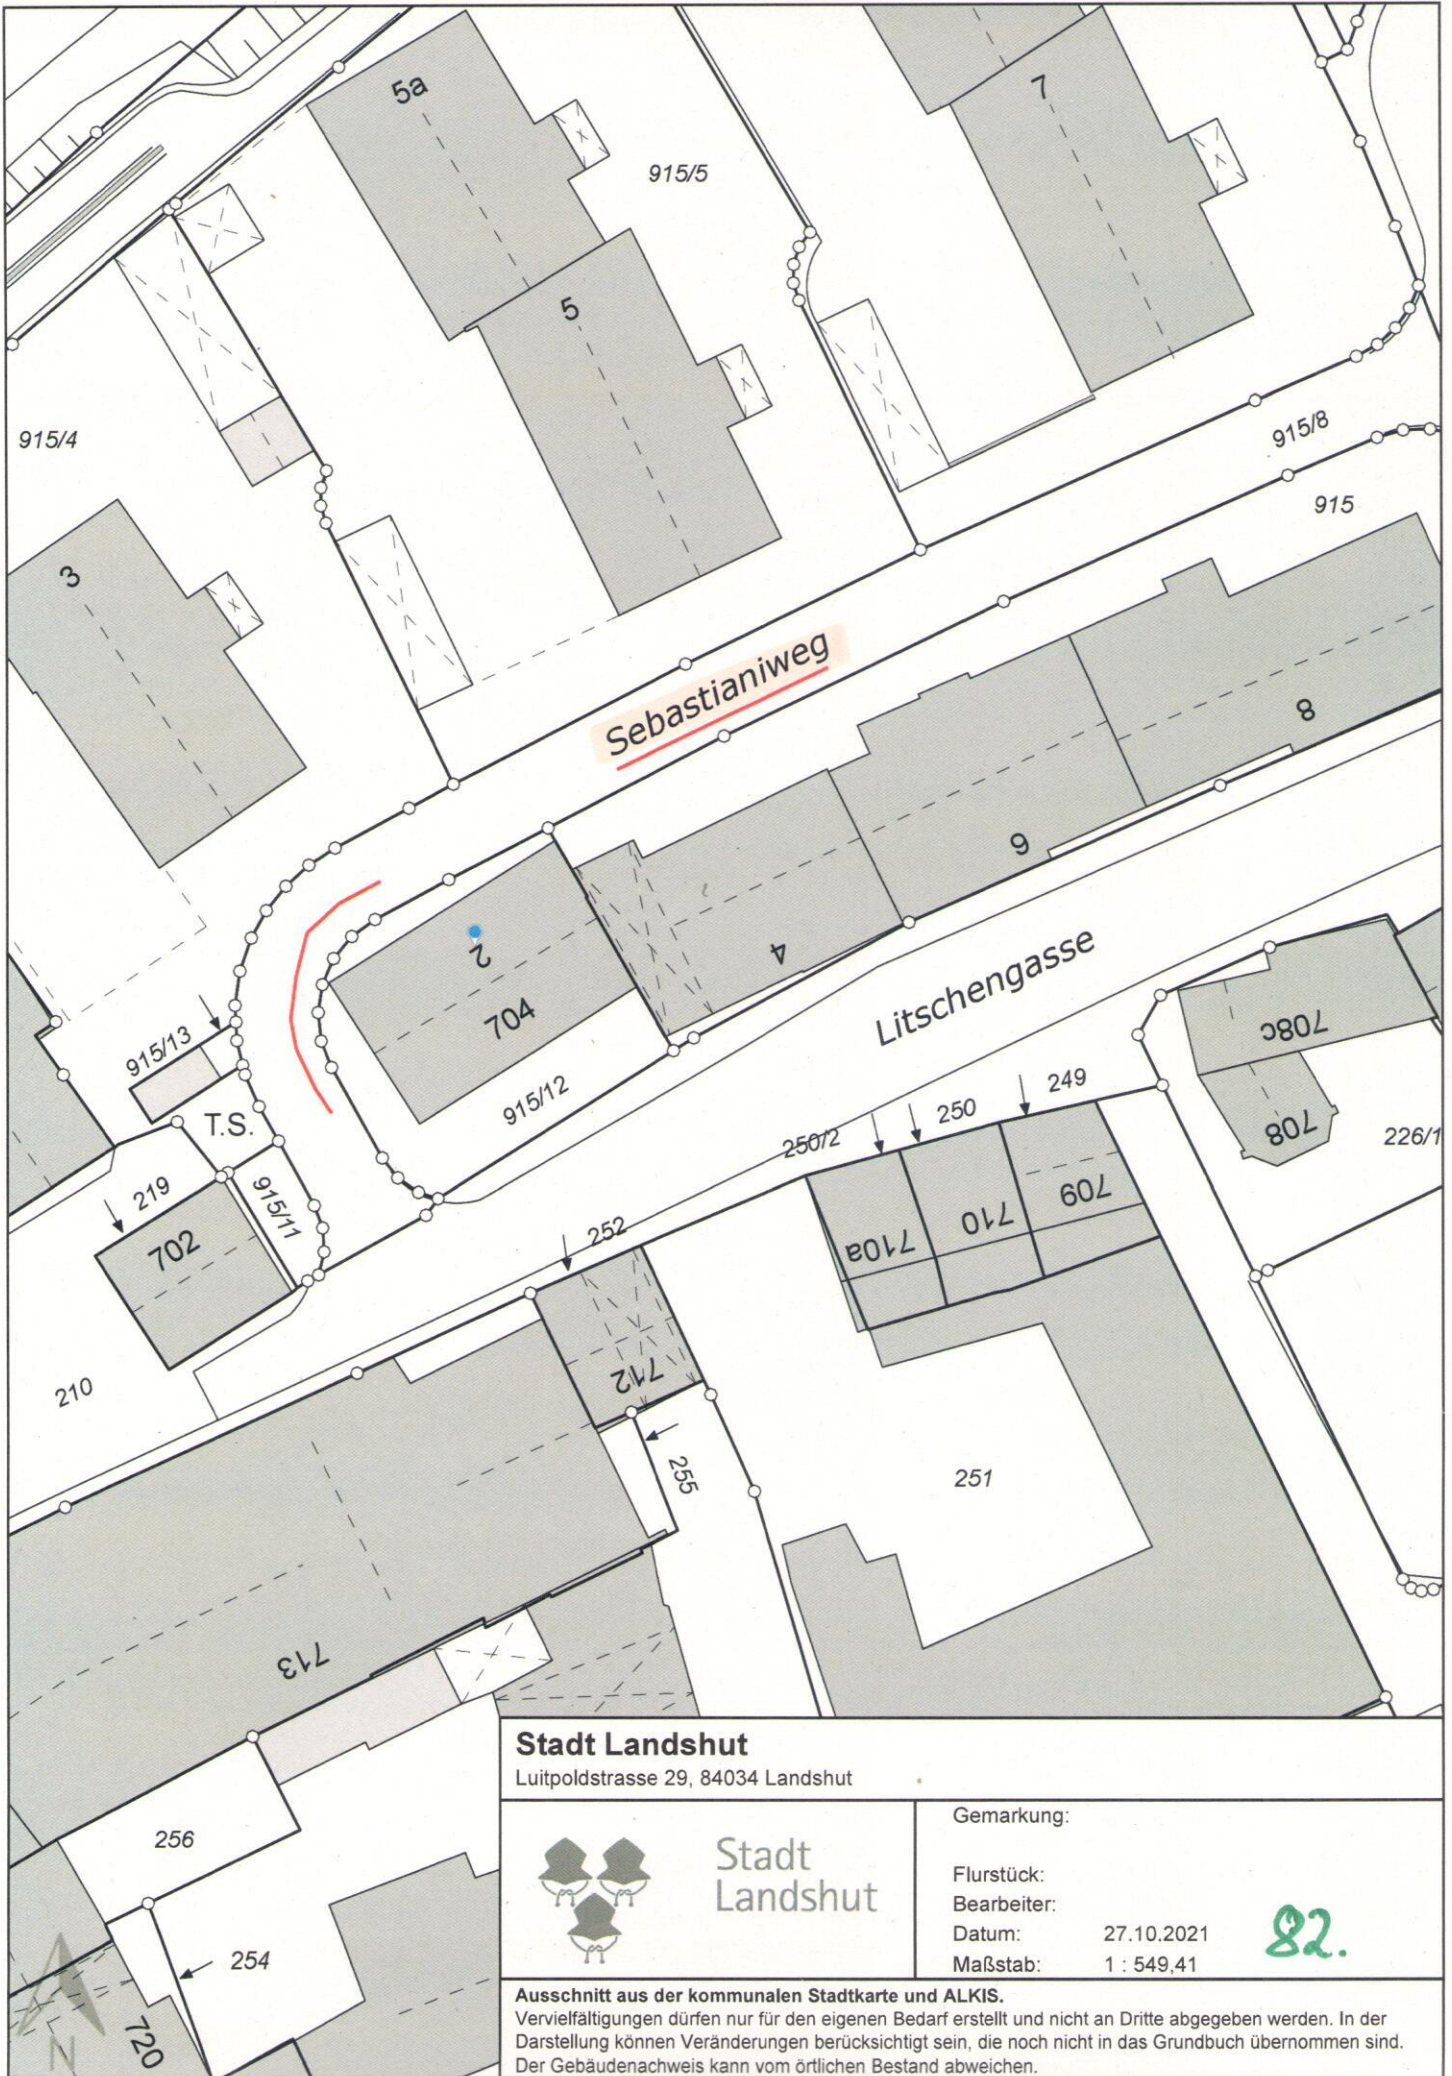 5a
7
915/5
5
915/4
915/8
915
3
Sebastianiweg
8
6
2
4
704
Litschengasse
915/13
708c
T.S.
915/12
249
250
708
250/2
226/1
219
915/11
709
702
710
252
710a
712
210
255
251
713
Stadt Landshut
Luitpoldstrasse 29, 84034 Landshut
Stadt
Landshut
Gemarkung:
Flurstück:
Bearbeiter:
Datum: 27.10.2021
Maßstab: 1 : 549,41
82.
256
254
720
N
Ausschnitt aus der kommunalen Stadtkarte und ALKIS.
Vervielfältigungen dürfen nur für den eigenen Bedarf erstellt und nicht an Dritte abgegeben werden. In der
Darstellung können Veränderungen berücksichtigt sein, die noch nicht in das Grundbuch übernommen sind.
Der Gebäudenachweis kann vom örtlichen Bestand abweichen.